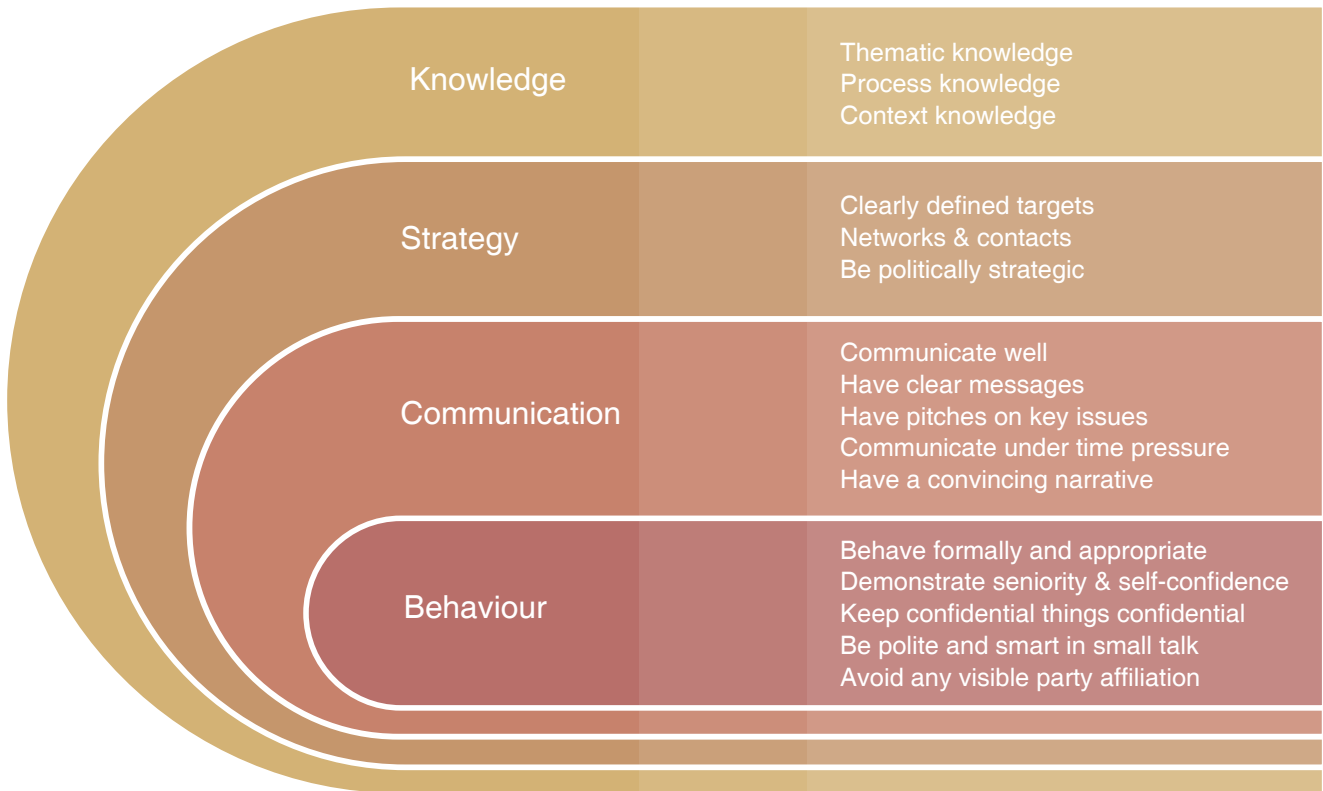 Knowledge
Thematic knowledge
Process knowledge
Context knowledge
Strategy
Clearly defined targets
Networks & contacts
Be politically strategic
Communication
Communicate well
Have clear messages
Have pitches on key issues
Communicate under time pressure
Have a convincing narrative
Behaviour
Behave formally and appropriate
Demonstrate seniority & self-confidence
Keep confidential things confidential
Be polite and smart in small talk
Avoid any visible party affiliation